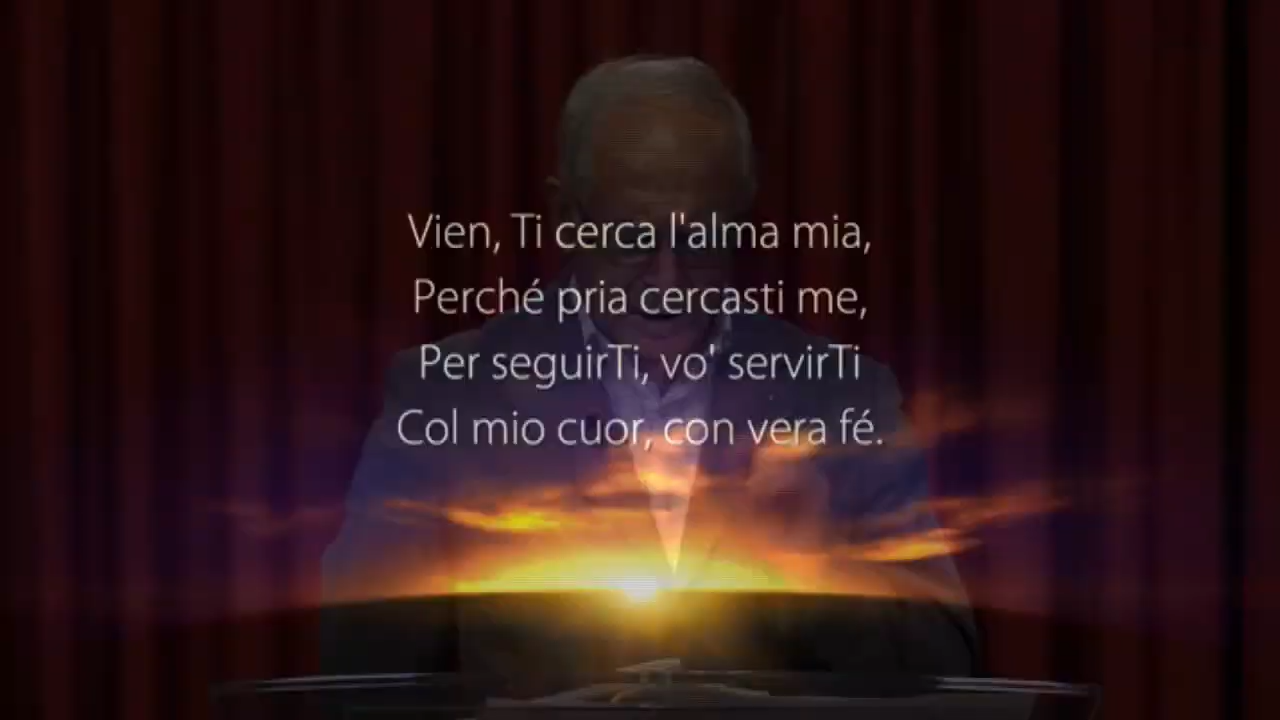 Vien, Ti cerca l'alma mia,
Perché pria cercasti me,
Per seguirTi, vo' servirTi
Col mio cuor, con vera fé.